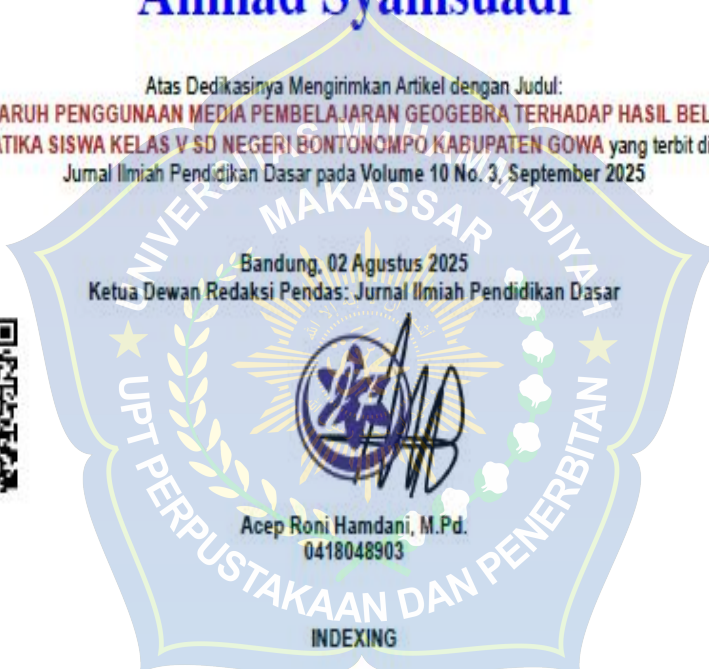 Ahmad Syamsuadi
Atas Dedikasinya Mengirimkan Artikel dengan Judul:
ARUH PENGGUNAAN MEDIA PEMBELAJARAN GEOGEBRA TERHADAP HASIL BEL
ATIKA SISWA KELAS V SD NEGERI BONTONOMPO KABUPATEN GOWA yang terbit di
Jurnal Ilmiah Pendidikan Dasar pada Volume 10 No. 3, September 2025
UNIVERSITAS MUHAMMADIYAH
MAKASSAR
Bandung, 02 Agustus 2025
Ketua Dewan Redaksi Pendas: Jurnal Ilmiah Pendidikan Dasar
Acep Roni Hamdani, M.Pd.
0418048903
UPT PERPUSTAKAAN DAN PENERBITAN
INDEXING